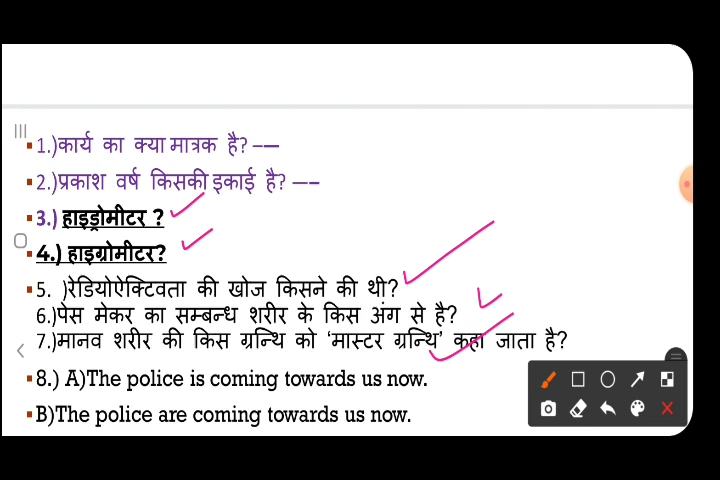 1.)कार्य का क्या मात्रक है? ––
2.)प्रकाश वर्ष किसकी इकाई है? ––
3.) हाइड्रोमीटर ?
4.) हाइग्रोमीटर?
5. )रेडियोऐक्टिवता की खोज किसने की थी?
6.)पेस मेकर का सम्बन्ध शरीर के किस अंग से है?
7.)मानव शरीर की किस ग्रन्थि को ‘मास्टर ग्रन्थि’ कहा जाता है?
8.) A)The police is coming towards us now.
B)The police are coming towards us now.